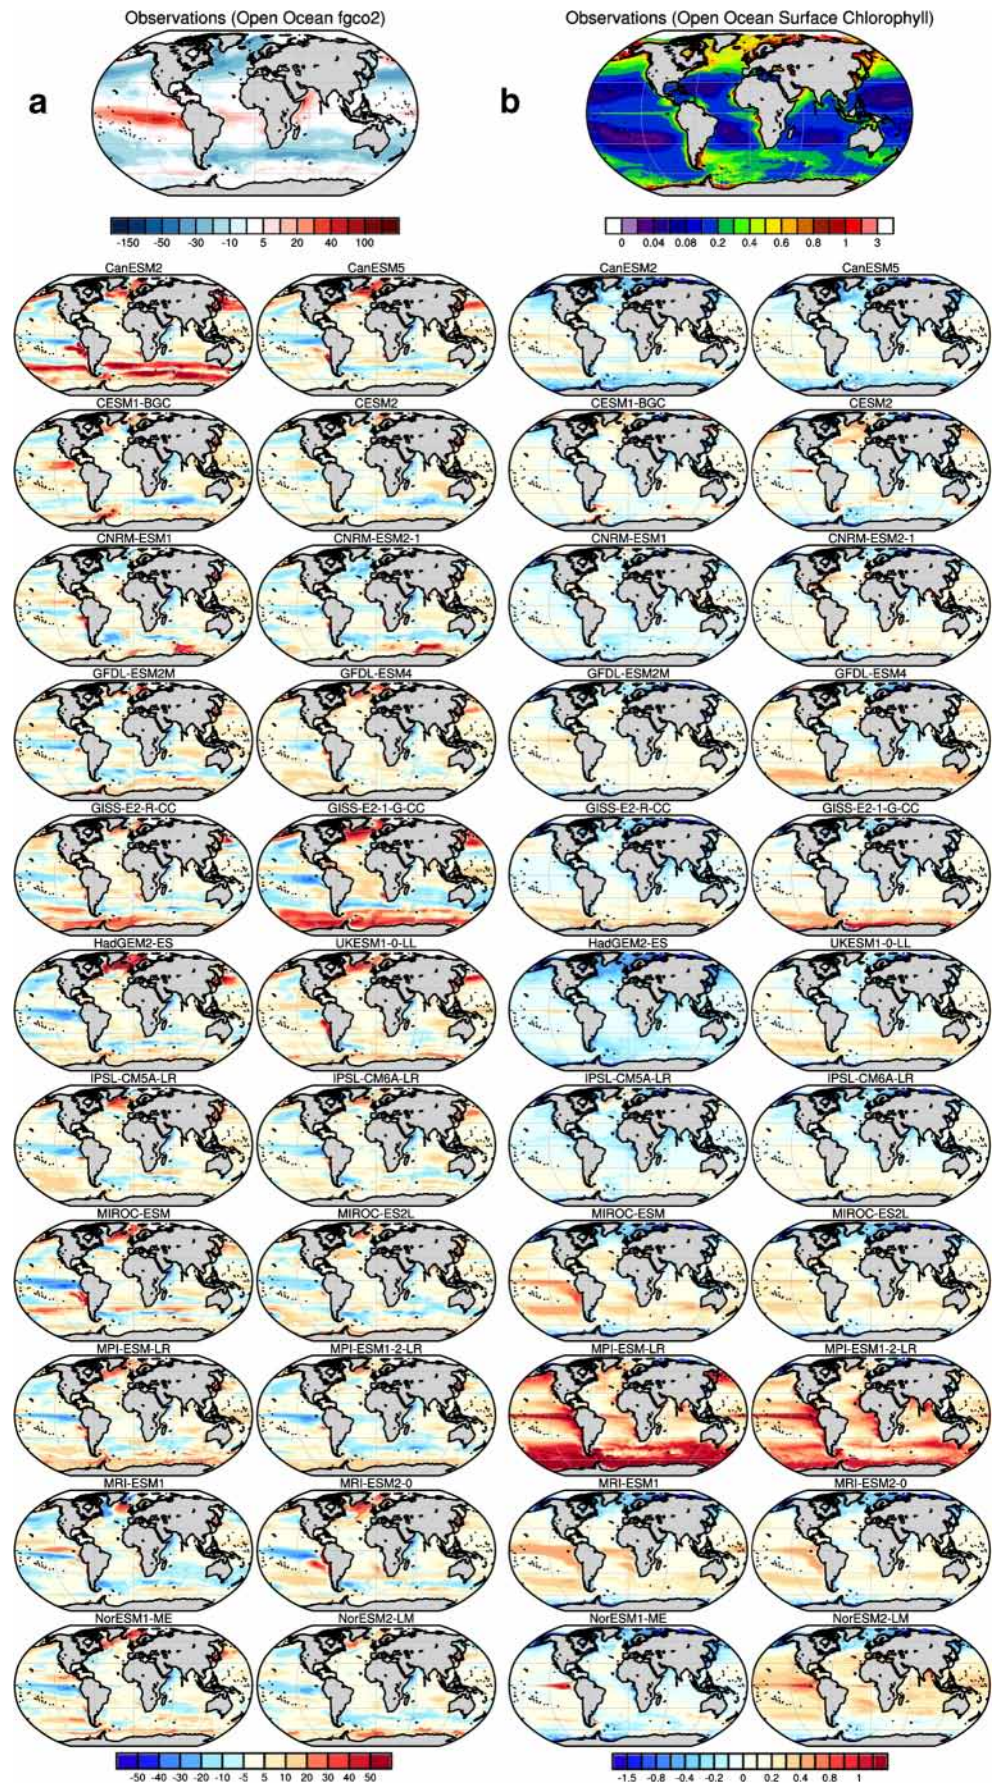 Observations (Open Ocean fgco2)
Observations (Open Ocean Surface Chlorophyll)
a
b
-150 -50 -10 5 20 40 100
-30
0 0.04 0.08 0.2 0.4 0.6 0.8 1 3
CanESM2 CanESM5 CanESM2 CanESM5
CESM1-BGC CESM2 CESM1-BGC CESM2
CNRM-ESM1 CNRM-ESM2-1 CNRM-ESM1 CNRM-ESM2-1
GFDL-ESM2M GFDL-ESM4 GFDL-ESM2M GFDL-ESM4
GISS-E2-R-CC GISS-E2-1-G-CC GISS-E2-R-CC GISS-E2-1-G-CC
HadGEM2-ES UKESM1-0-LL HadGEM2-ES UKESM1-0-LL
IPSL-CM5A-LR IPSL-CM6A-LR IPSL-CM5A-LR IPSL-CM6A-LR
MIROC-ESM MIROC-ES2L MIROC-ESM MIROC-ES2L
MPI-ESM-LR MPI-ESM1-2-LR MPI-ESM-LR MPI-ESM1-2-LR
MRI-ESM1 MRI-ESM2-0 MRI-ESM1 MRI-ESM2-0
NorESM1-ME NorESM2-LM NorESM1-ME NorESM2-LM
-50 -40 -30 -20 -10 -5 5 10 20 30 40 50
-1.5 -0.8 -0.4 -0.2 0 0.2 0.4 0.8 1